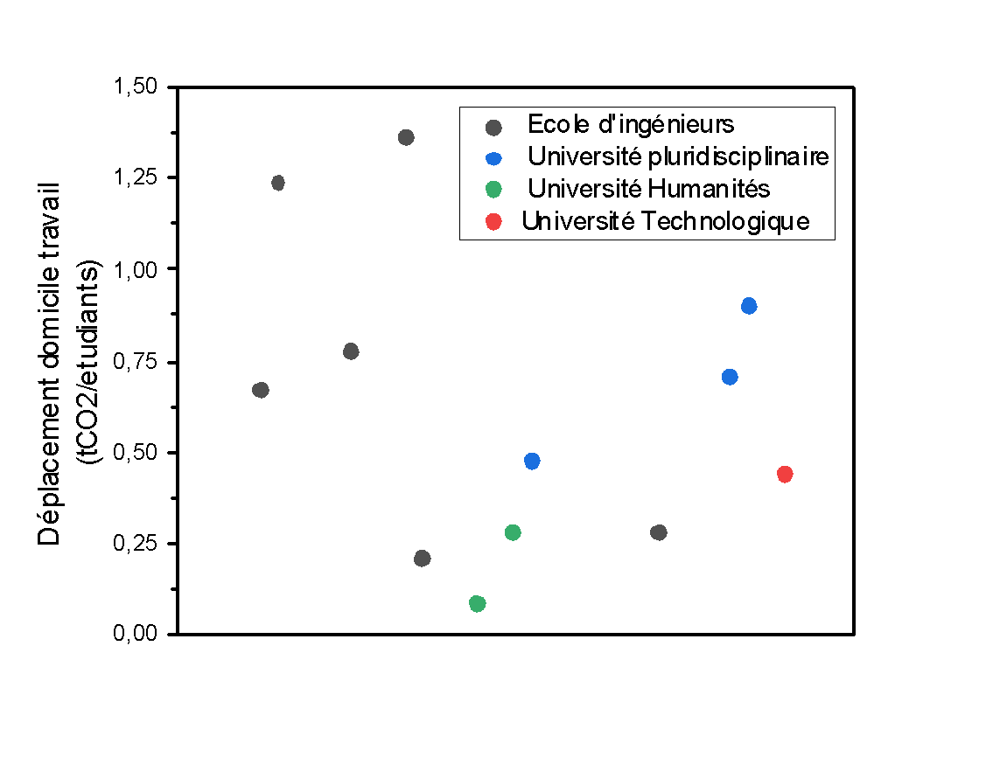 1,50
1,25
1,00
0,75
0,50
0,25
0,00
Déplacement domicile travail
(tCO2/etudiants)
Ecole d'ingénieurs
Université pluridisciplinaire
Université Humanités
Université Technologique